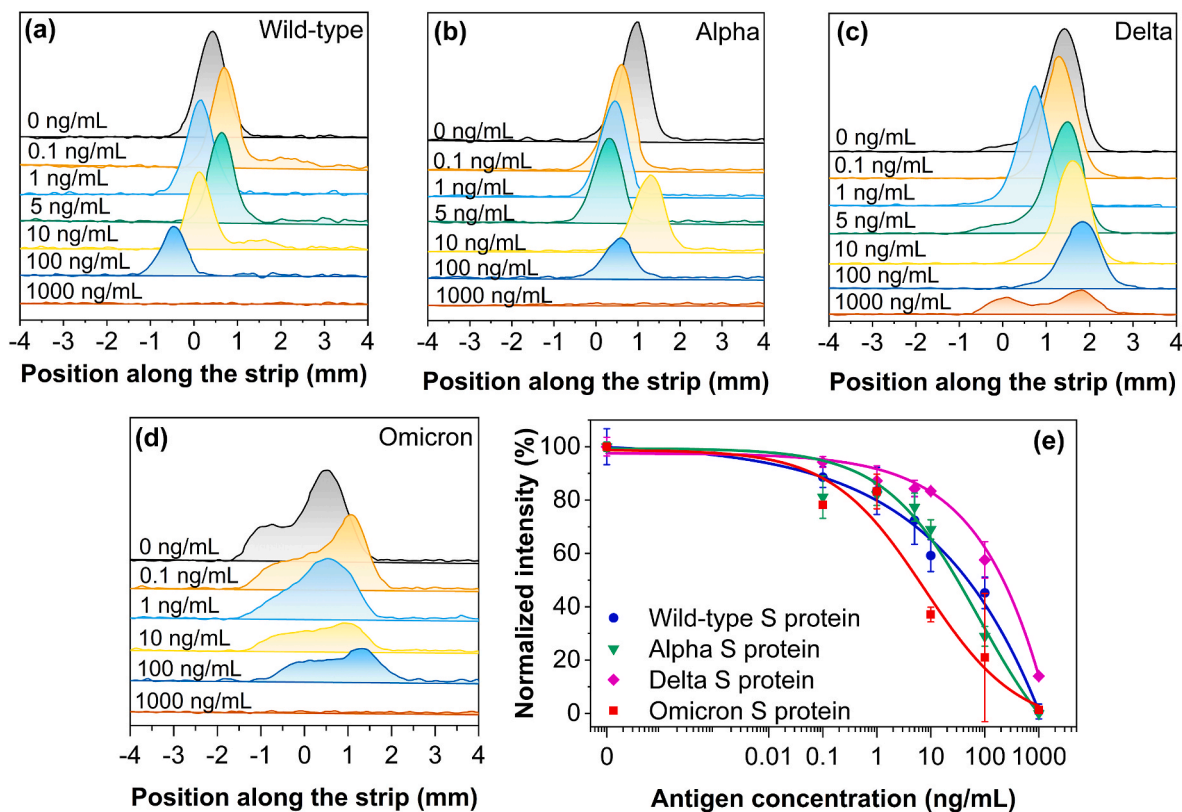 (a) Wild-type
0 ng/mL
0.1 ng/mL
1 ng/mL
5 ng/mL
10 ng/mL
100 ng/mL
1000 ng/mL
-4 -3 -2 -1 0 1 2 3 4
Position along the strip (mm)
(b) Alpha
0 ng/mL
0.1 ng/mL
1 ng/mL
5 ng/mL
10 ng/mL
100 ng/mL
1000 ng/mL
-4 -3 -2 -1 0 1 2 3 4
Position along the strip (mm)
(c) Delta
0 ng/mL
0.1 ng/mL
1 ng/mL
5 ng/mL
10 ng/mL
100 ng/mL
1000 ng/mL
-4 -3 -2 -1 0 1 2 3 4
Position along the strip (mm)
(d) Omicron
0 ng/mL
0.1 ng/mL
1 ng/mL
10 ng/mL
100 ng/mL
1000 ng/mL
-4 -3 -2 -1 0 1 2 3 4
Position along the strip (mm)
(e)
Normalized intensity (%)
100
80
60
40
20
0
Wild-type S protein
Alpha S protein
Delta S protein
Omicron S protein
0 0.01 0.1 1 10 100 1000
Antigen concentration (ng/mL)